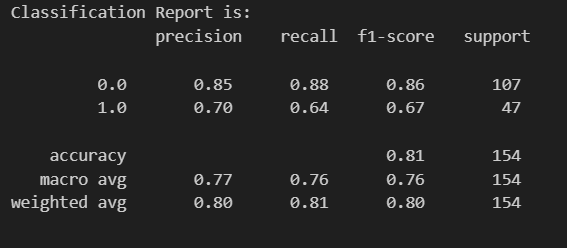 Classification Report is:
precision recall f1-score support
0.0 0.85 0.88 0.86 107
1.0 0.70 0.64 0.67 47
accuracy 0.81 154
macro avg 0.77 0.76 0.76 154
weighted avg 0.80 0.81 0.80 154